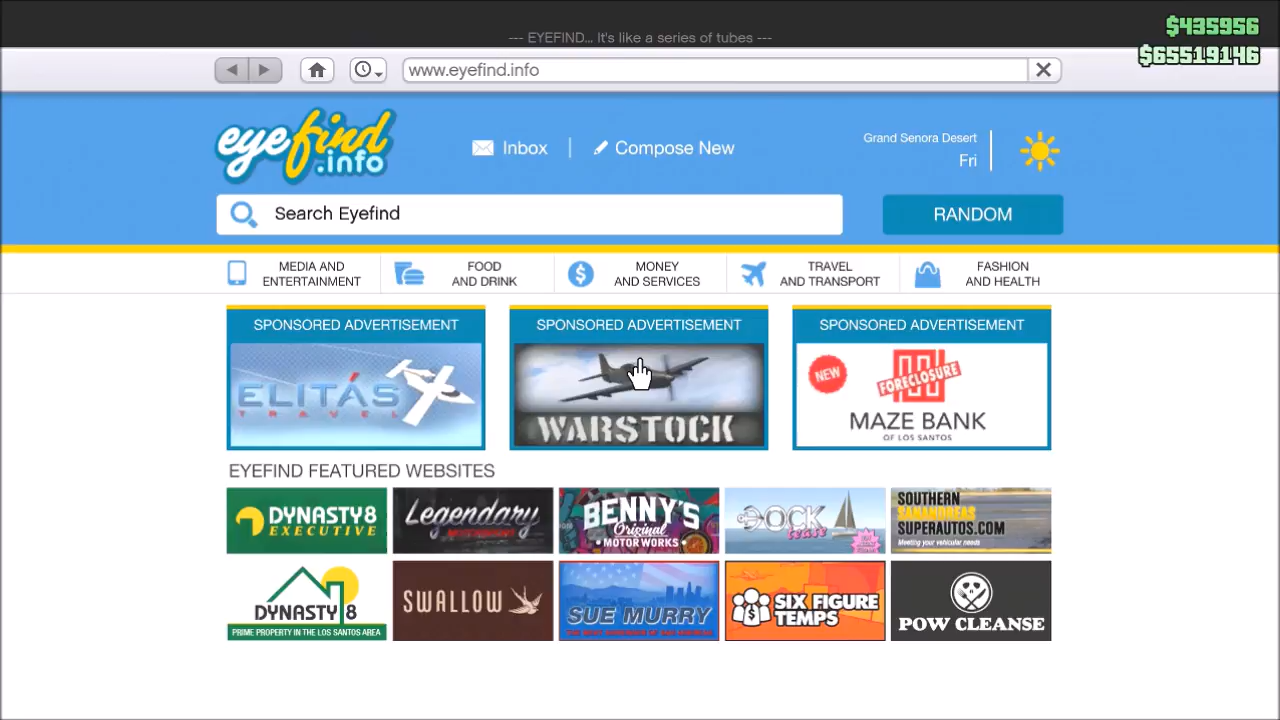 $435956
--- EYEFIND... It's like a series of tubes ---
$65519146
www.eyefind.info
eyefind.info
Inbox
Compose New
Grand Senora Desert
Fri
Search Eyefind
RANDOM
MEDIA AND
ENTERTAINMENT
FOOD
AND DRINK
MONEY
AND SERVICES
TRAVEL
AND TRANSPORT
FASHION
AND HEALTH
SPONSORED ADVERTISEMENT
SPONSORED ADVERTISEMENT
SPONSORED ADVERTISEMENT
ELITÁS
TRAVEL
WARSTOCK
NEW
FORECLOSURE
MAZE BANK
OF LOS SANTOS
EYEFIND FEATURED WEBSITES
DYNASTY8
EXECUTIVE
Legendary
BENNY'S
Original
MOTORWORKS
DOCK
tease
SOUTHERN
SANANDREAS
SUPERAUTOS.COM
Meeting your vehicular needs
DYNASTY 8
PRIME PROPERTY IN THE LOS SANTOS AREA
SWALLOW
SUE MURRY
SIX FIGURE
TEMPS
POW CLEANSE